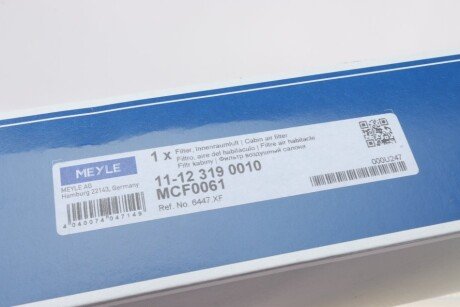 MEYLE
MEYLE AG
Hamburg 22143, Germany
4 040074 047145
1 x Filter, Innenraumluft / Cabin air filter
Filtro, aire del habitáculo / Filtre air habitacle
Filtr kabiny / Фильтр воздушный салона
11-12 319 0010
MCF0061
Ref. No. 6447.XF
000U247